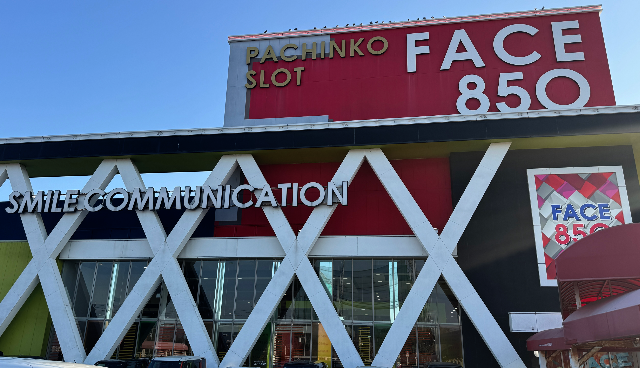 PACHINKO
SLOT
FACE
850
SMILE COMMUNICATION
FACE
850